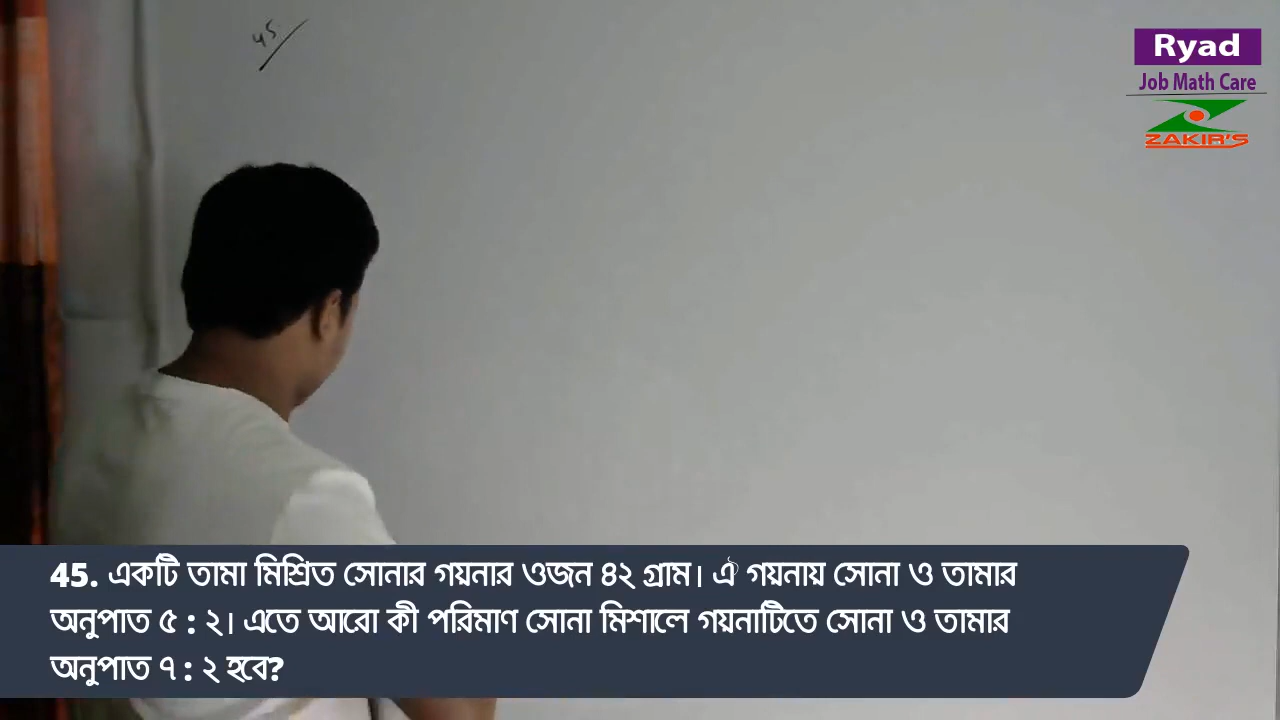 45.
Ryad
Job Math Care
ZAKIR'S
45. একটি তামা মিশ্রিত সোনার গয়নার ওজন ৪২ গ্রাম। ঐ গয়নায় সোনা ও তামার
অনুপাত ৫ : ২। এতে আরো কী পরিমাণ সোনা মিশালে গয়নাটিতে সোনা ও তামার
অনুপাত ৭ : ২ হবে?